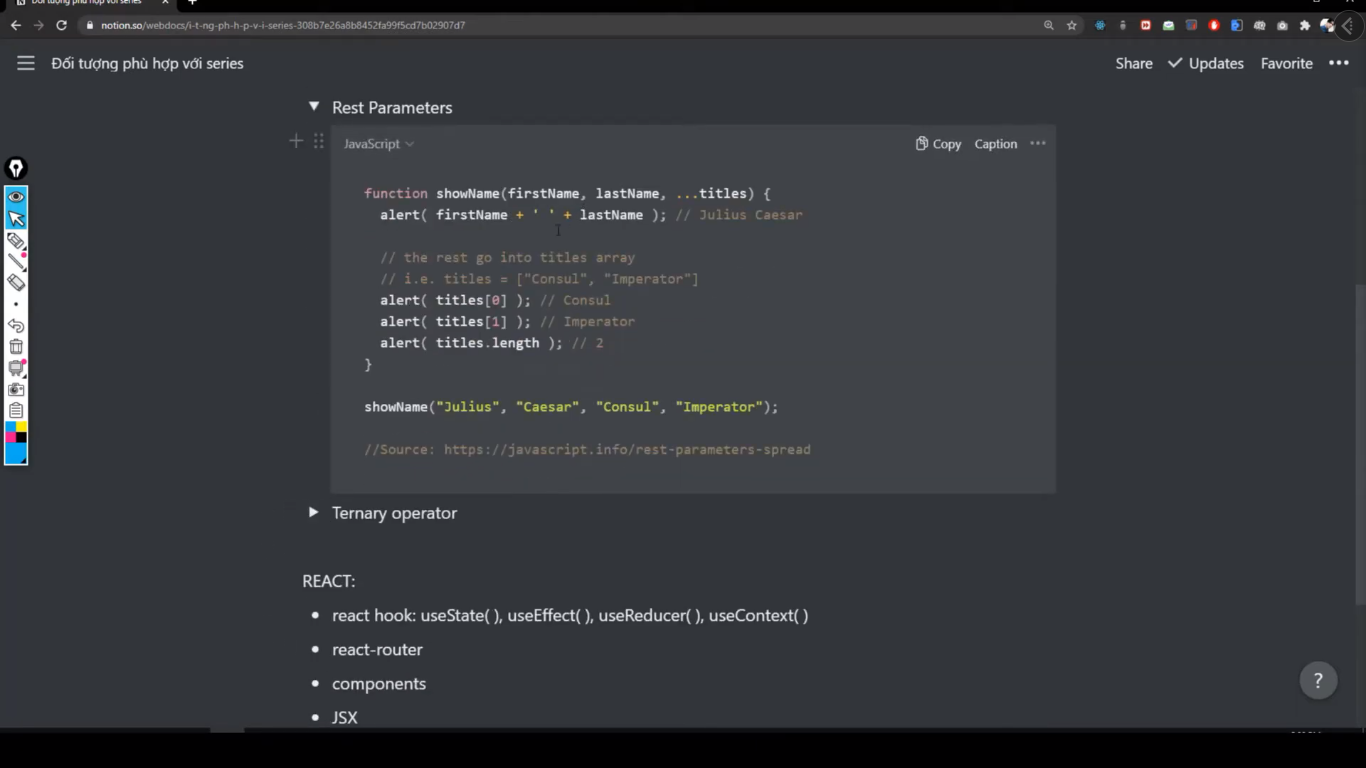 Đối tượng phù hợp với series
notion.so/webdocs/i-t-ng-ph-h-p-v-i-series-308b7e26a8b8452fa99f5cd7b02907d7
Đối tượng phù hợp với series
Share
Updates
Favorite
Rest Parameters
JavaScript
Copy
Caption
function showName(firstName, lastName, ...titles) {
alert( firstName + ' ' + lastName ); // Julius Caesar
// the rest go into titles array
// i.e. titles = ["Consul", "Imperator"]
alert( titles[0] ); // Consul
alert( titles[1] ); // Imperator
alert( titles.length ); // 2
}
showName("Julius", "Caesar", "Consul", "Imperator");
//Source: https://javascript.info/rest-parameters-spread
Ternary operator
REACT:
• react hook: useState( ), useEffect( ), useReducer( ), useContext( )
• react-router
• components
• JSX
?